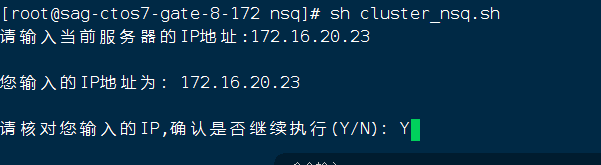 [root@sag-ctos7-gate-8-172 nsq]# sh cluster_nsq.sh
请输入当前服务器的IP地址:172.16.20.23
您输入的IP地址为: 172.16.20.23
请核对您输入的IP,确认是否继续执行(Y/N): Y